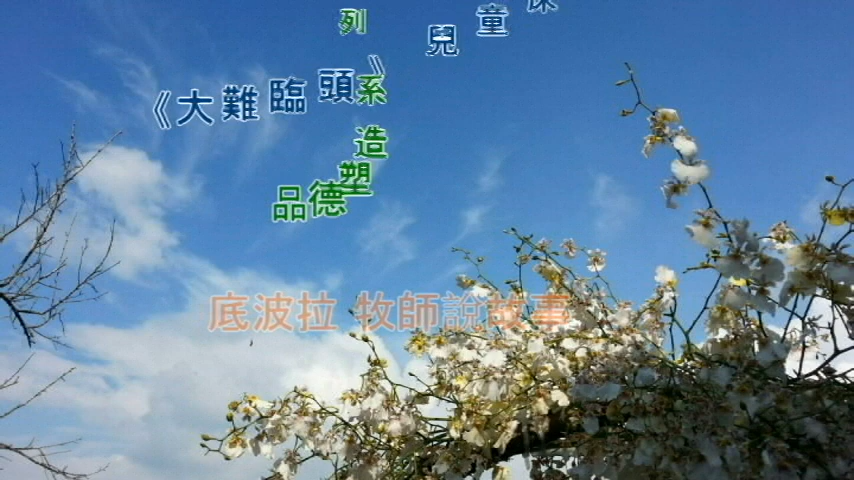 兒童
《大難臨頭》
品德塑造系列
底波拉 牧師說故事